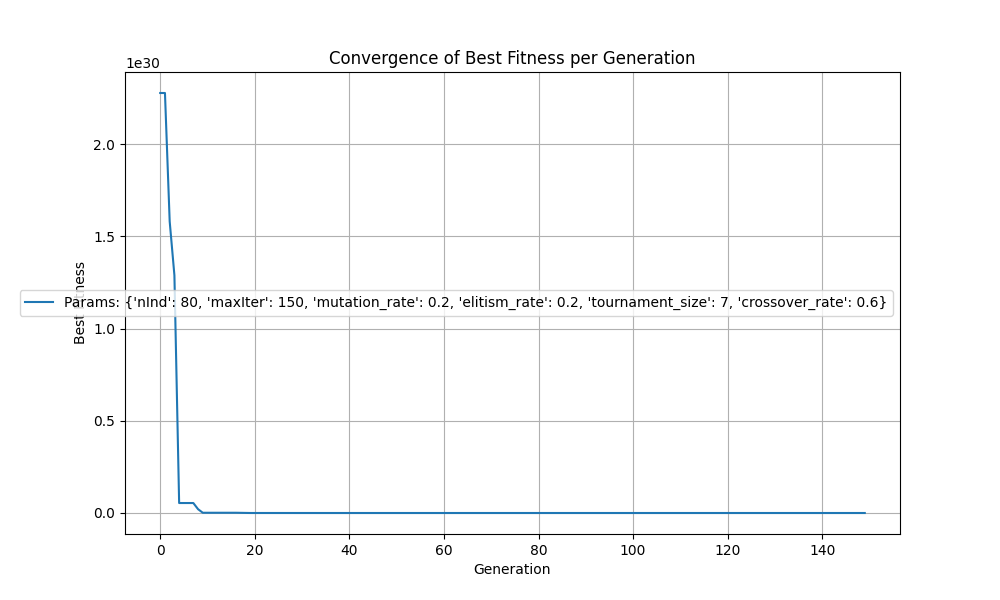 Convergence of Best Fitness per Generation
1e30
2.0
1.5
1.0
0.5
0.0
Params: {'nInd': 80, 'maxIter': 150, 'mutation_rate': 0.2, 'elitism_rate': 0.2, 'tournament_size': 7, 'crossover_rate': 0.6}
0 20 40 60 80 100 120 140
Generation
Best Fitness